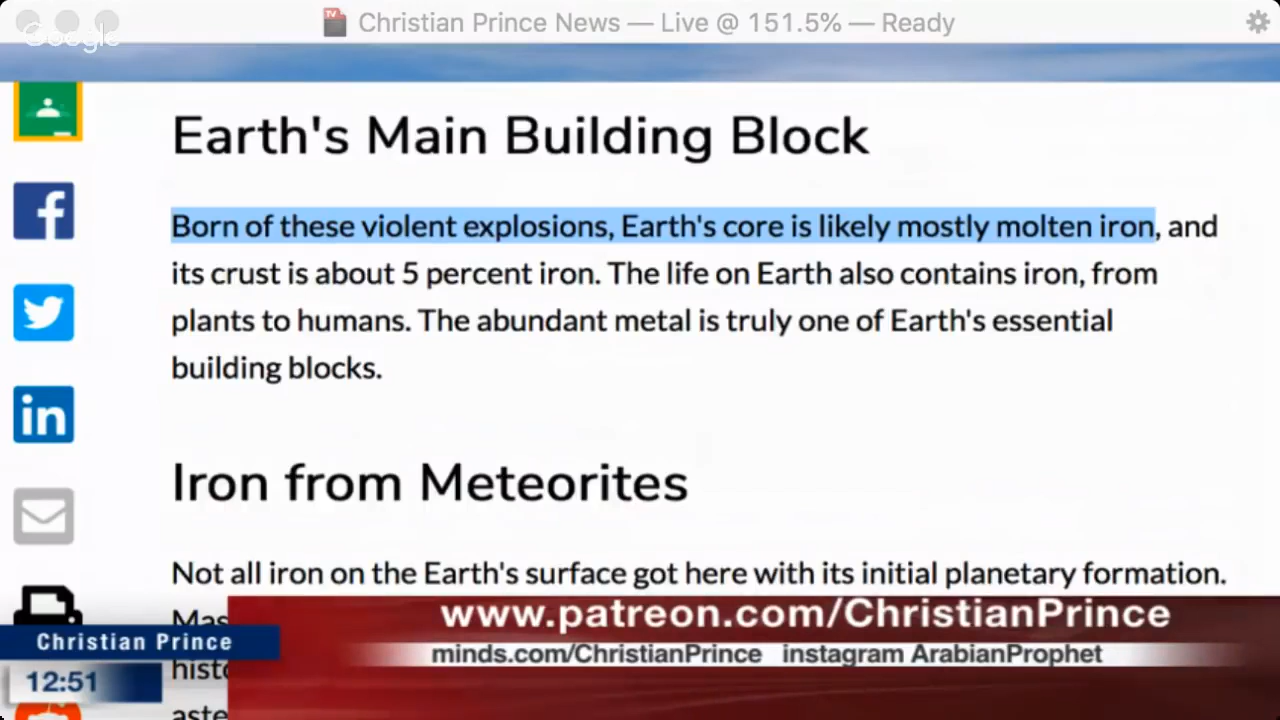 Christian Prince News — Live @ 151.5% — Ready
Google
Earth's Main Building Block
Born of these violent explosions, Earth's core is likely mostly molten iron, and
its crust is about 5 percent iron. The life on Earth also contains iron, from
plants to humans. The abundant metal is truly one of Earth's essential
building blocks.
Iron from Meteorites
Not all iron on the Earth's surface got here with its initial planetary formation.
www.patreon.com/ChristianPrince
Christian Prince
minds.com/ChristianPrince instagram ArabianProphet
12:51